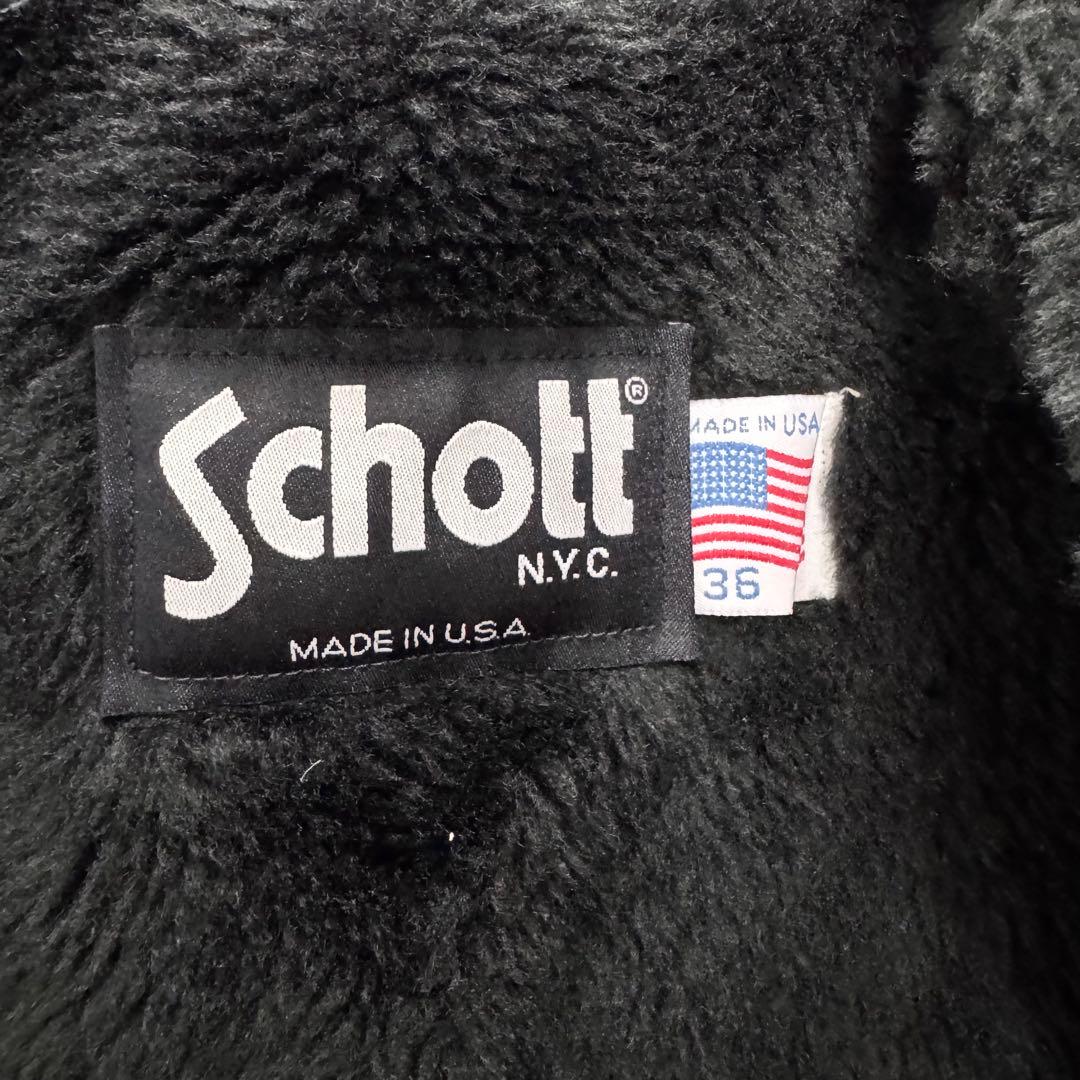 Schott®
N.Y.C.
MADE IN U.S.A.
MADE IN USA
36